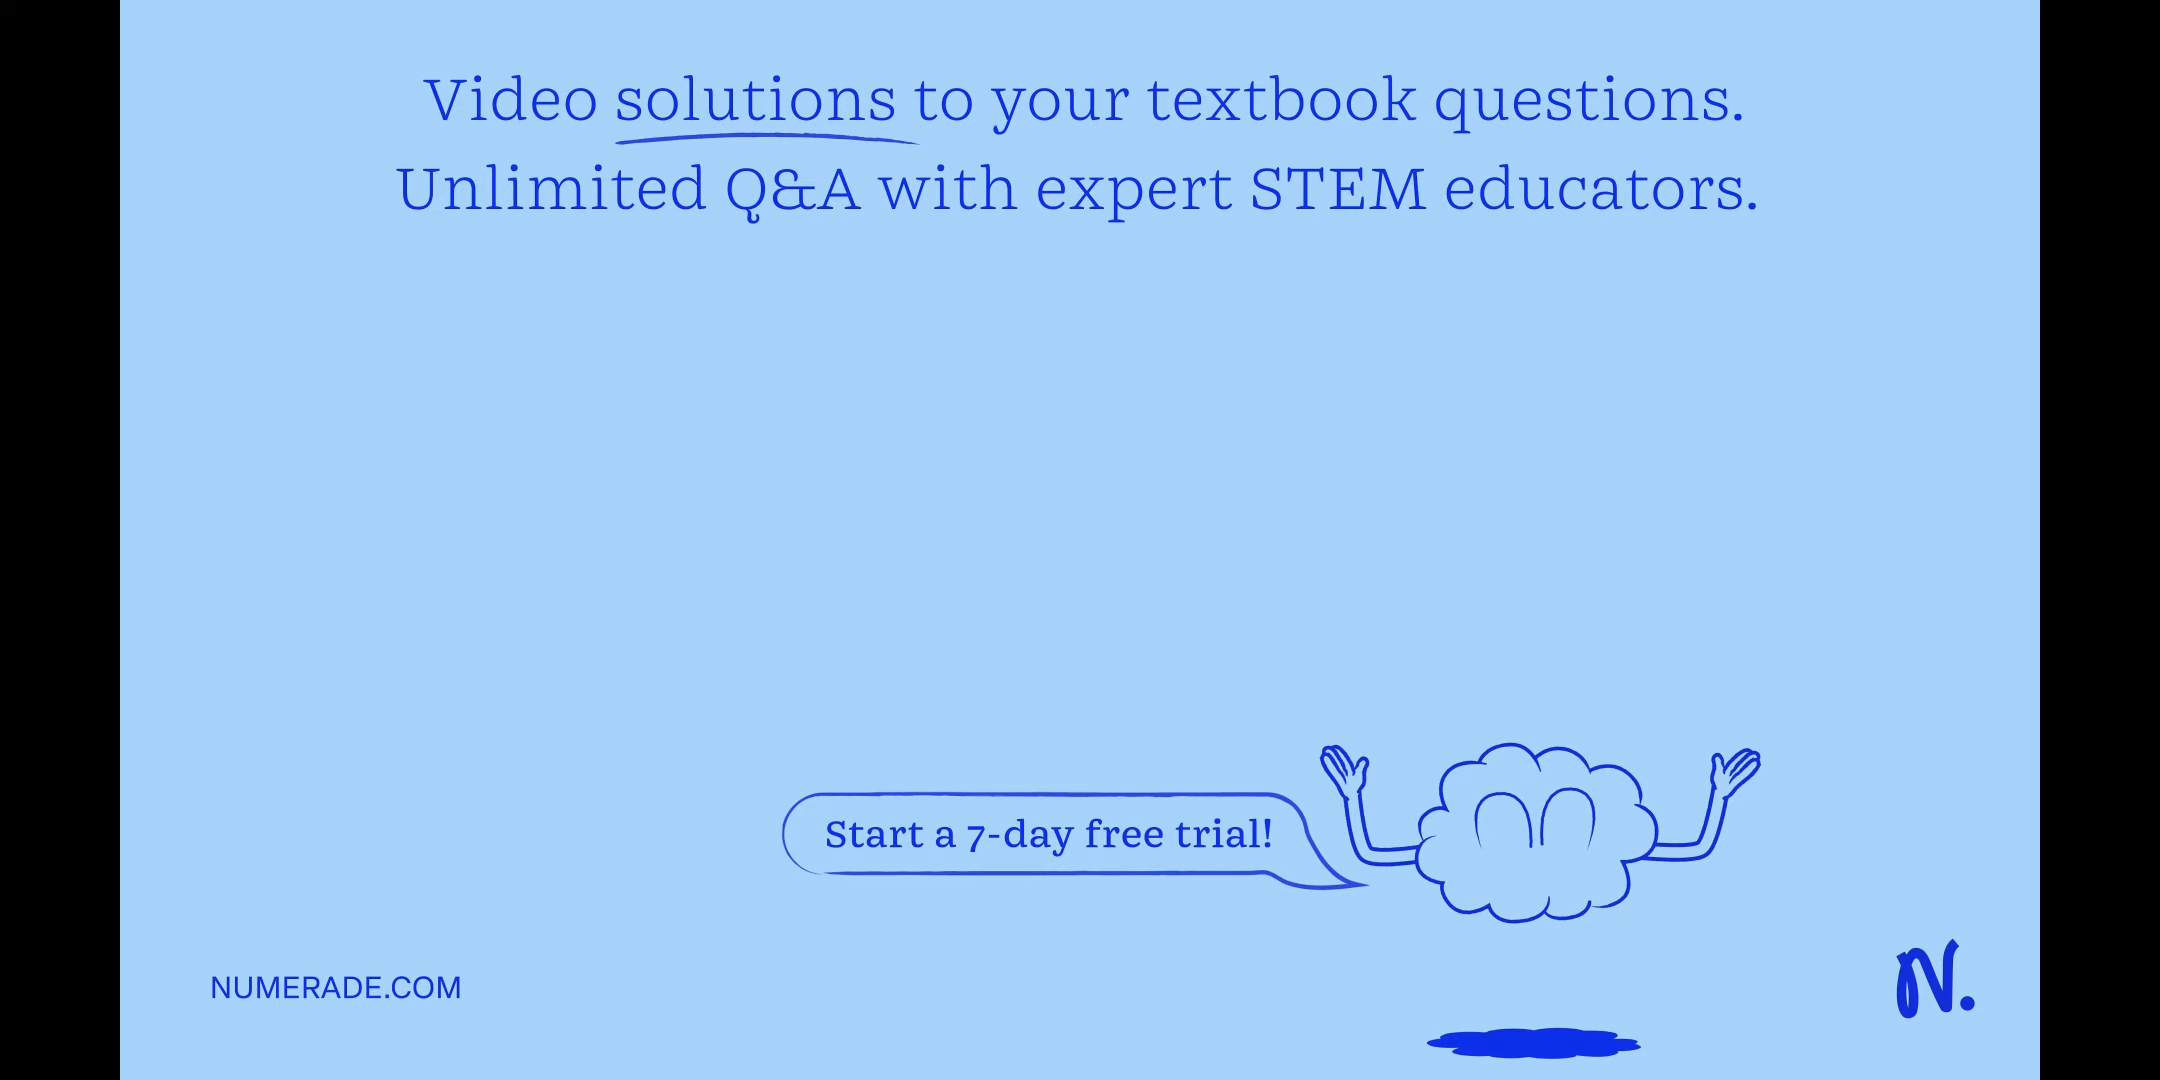 Video solutions to your textbook questions.
Unlimited Q&A with expert STEM educators.
Start a 7-day free trial!
NUMERADE.COM
N.